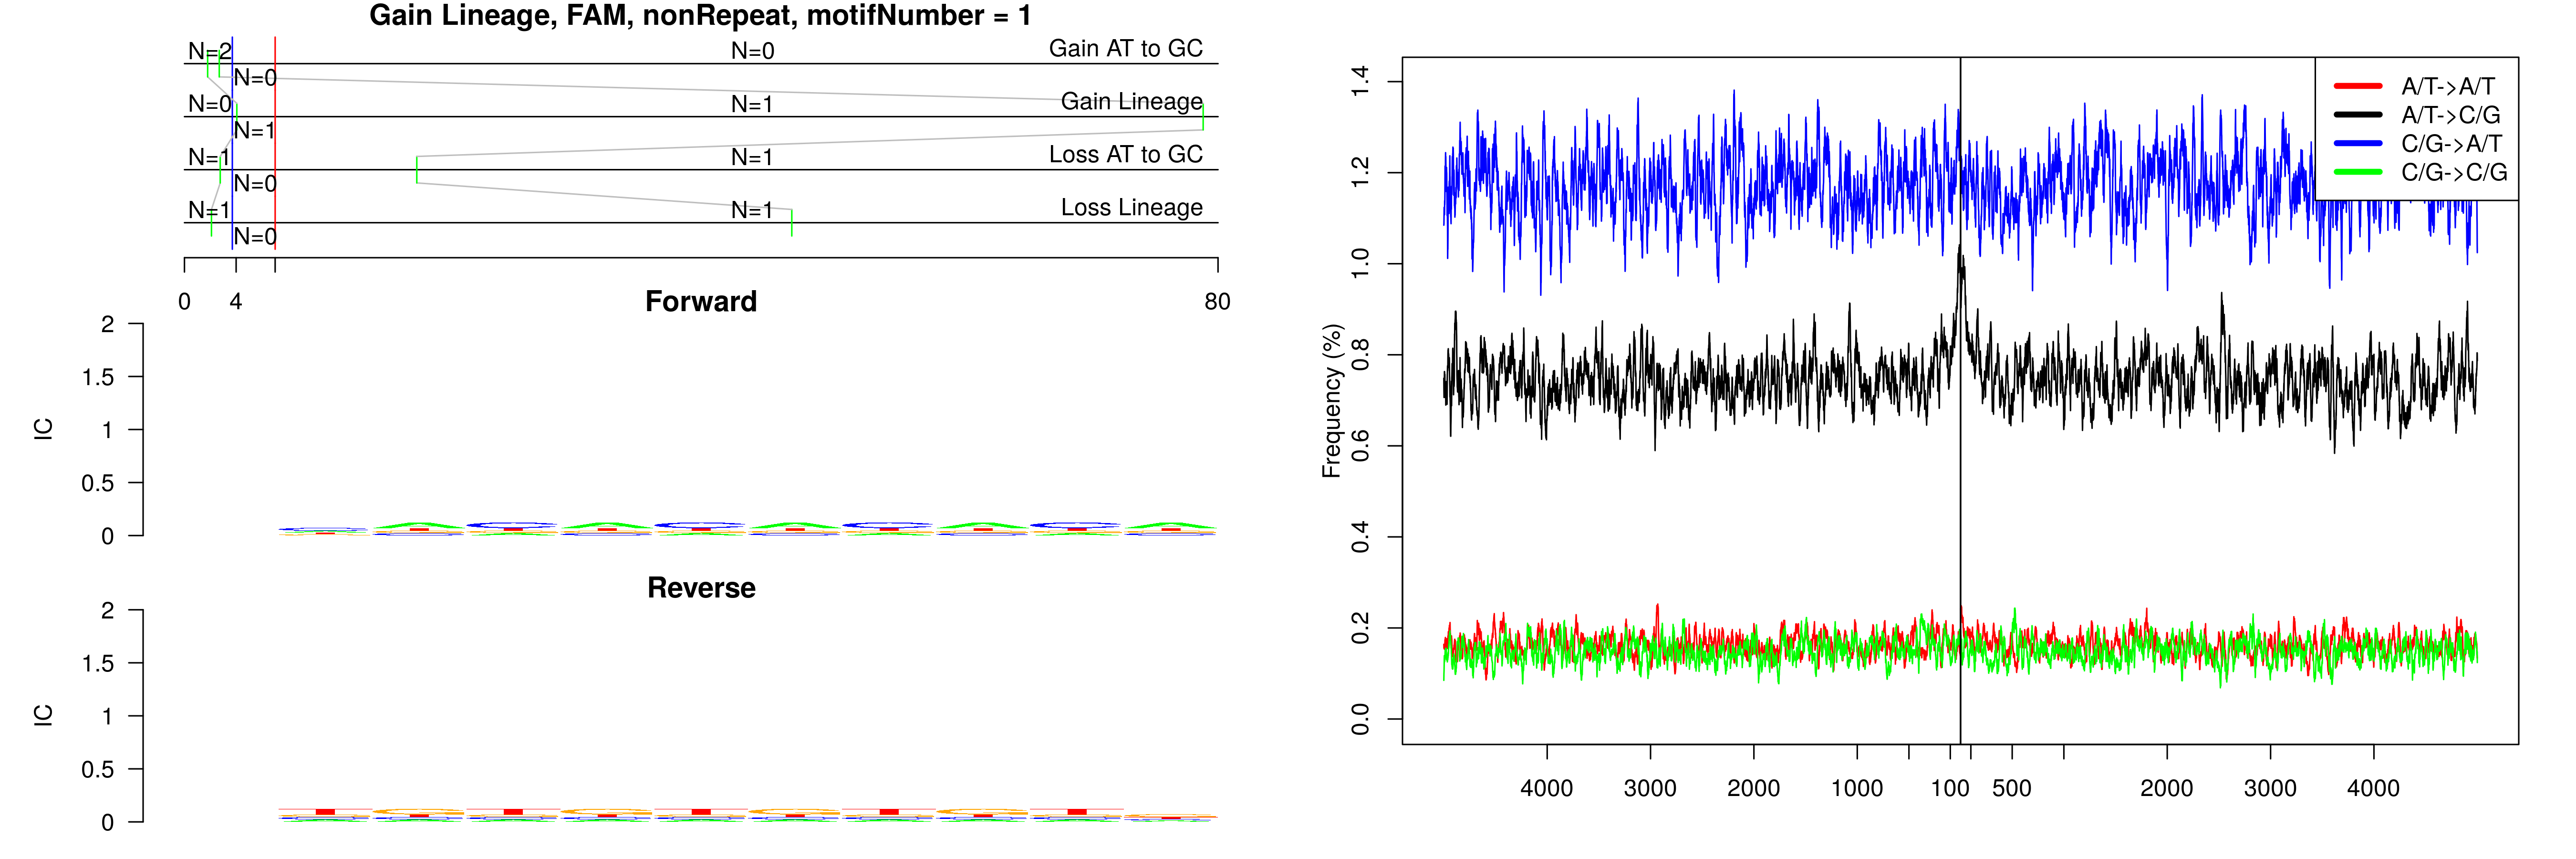 Gain Lineage, FAM, nonRepeat, motifNumber = 1
N=2 N=0 Gain AT to GC
N=0
N=0 N=1 Gain Lineage
N=1
N=1 N=1 Loss AT to GC
N=0
N=1 N=1 Loss Lineage
N=0
0 4 80
Forward
2
1.5
1
0.5
0
IC
Reverse
2
1.5
1
0.5
0
IC
1.4
1.2
1.0
0.8
0.6
0.4
0.2
0.0
Frequency (%)
A/T->A/T
A/T->C/G
C/G->A/T
C/G->C/G
4000 3000 2000 1000 100 500 2000 3000 4000